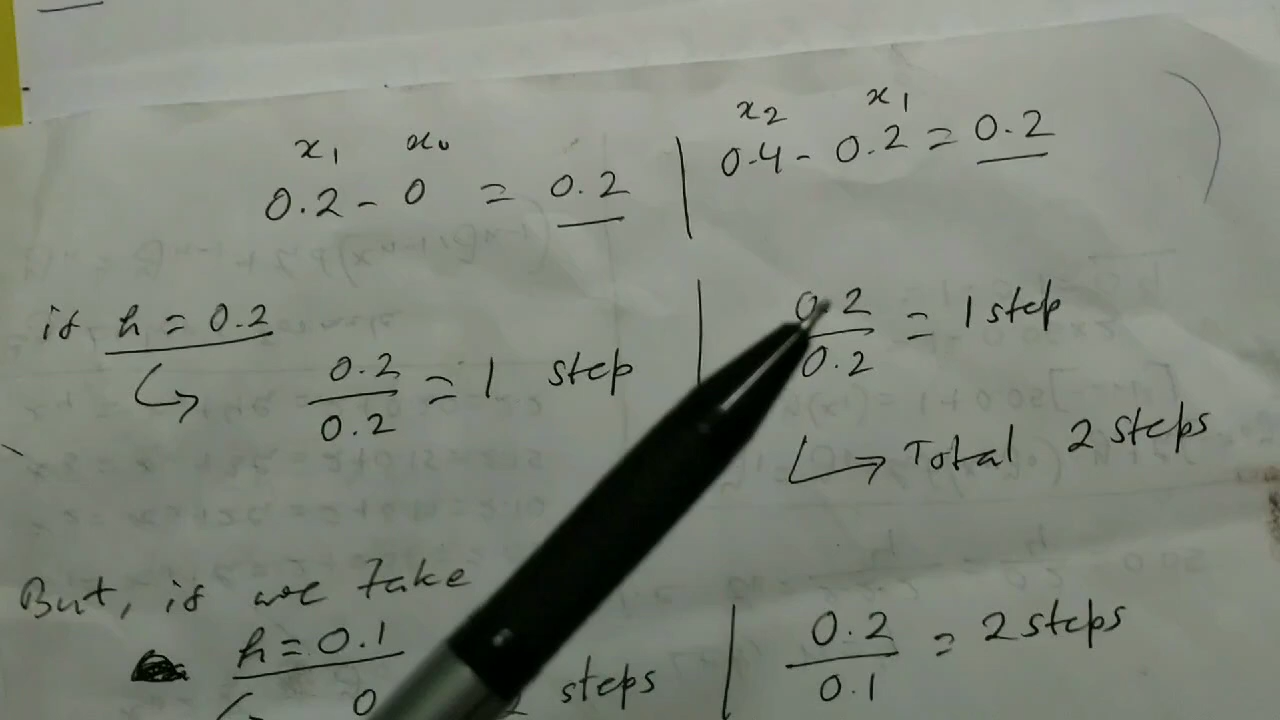 x1 x0
0.2 - 0 = 0.2
x2 x1
0.4 - 0.2 = 0.2
if h = 0.2
↳ 0.2/0.2 = 1 step
0.2/0.2 = 1 step
↳ Total 2 steps
But, if we take
h = 0.1
steps
0.2/0.1 = 2 steps